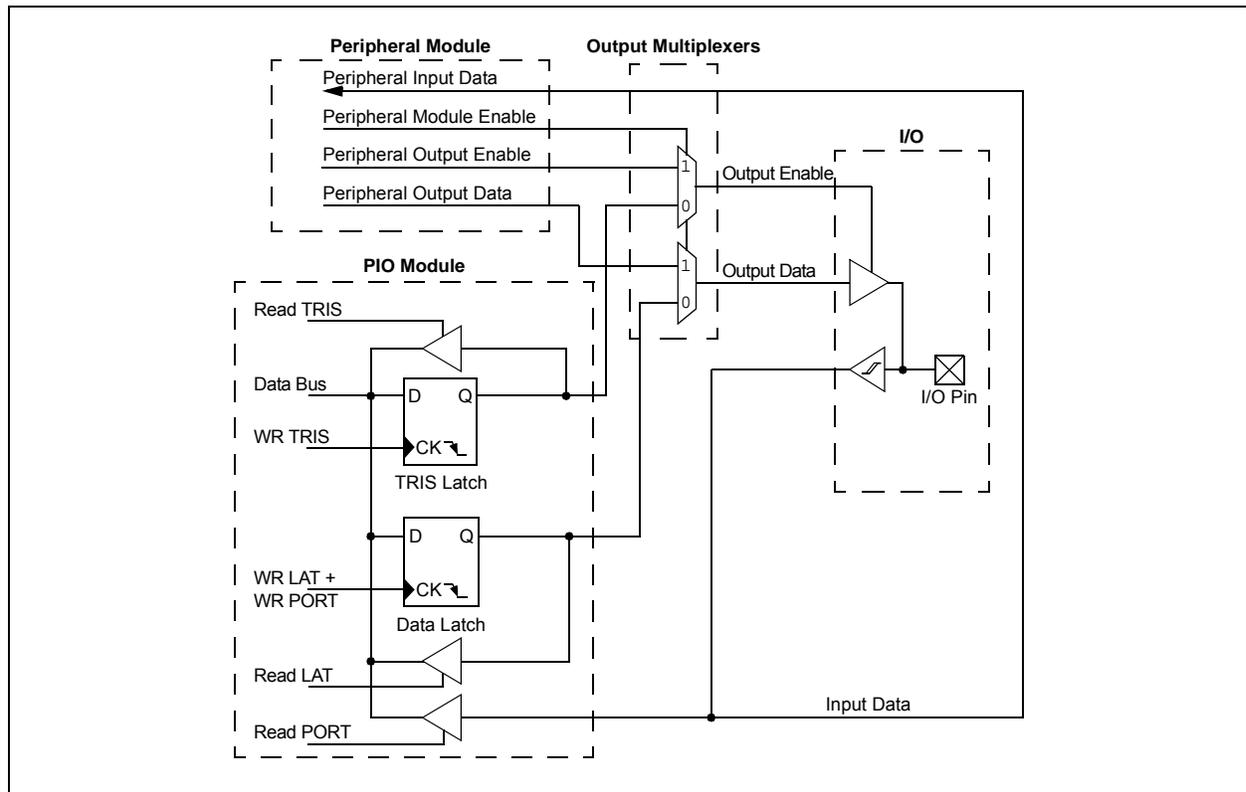 Peripheral Module
Output Multiplexers
Peripheral Input Data
Peripheral Module Enable
Peripheral Output Enable
Peripheral Output Data
1
0
Output Enable
I/O
1
0
Output Data
I/O Pin
PIO Module
Read TRIS
Data Bus
D Q
WR TRIS
CK
TRIS Latch
D Q
WR LAT +
WR PORT
CK
Data Latch
Read LAT
Read PORT
Input Data